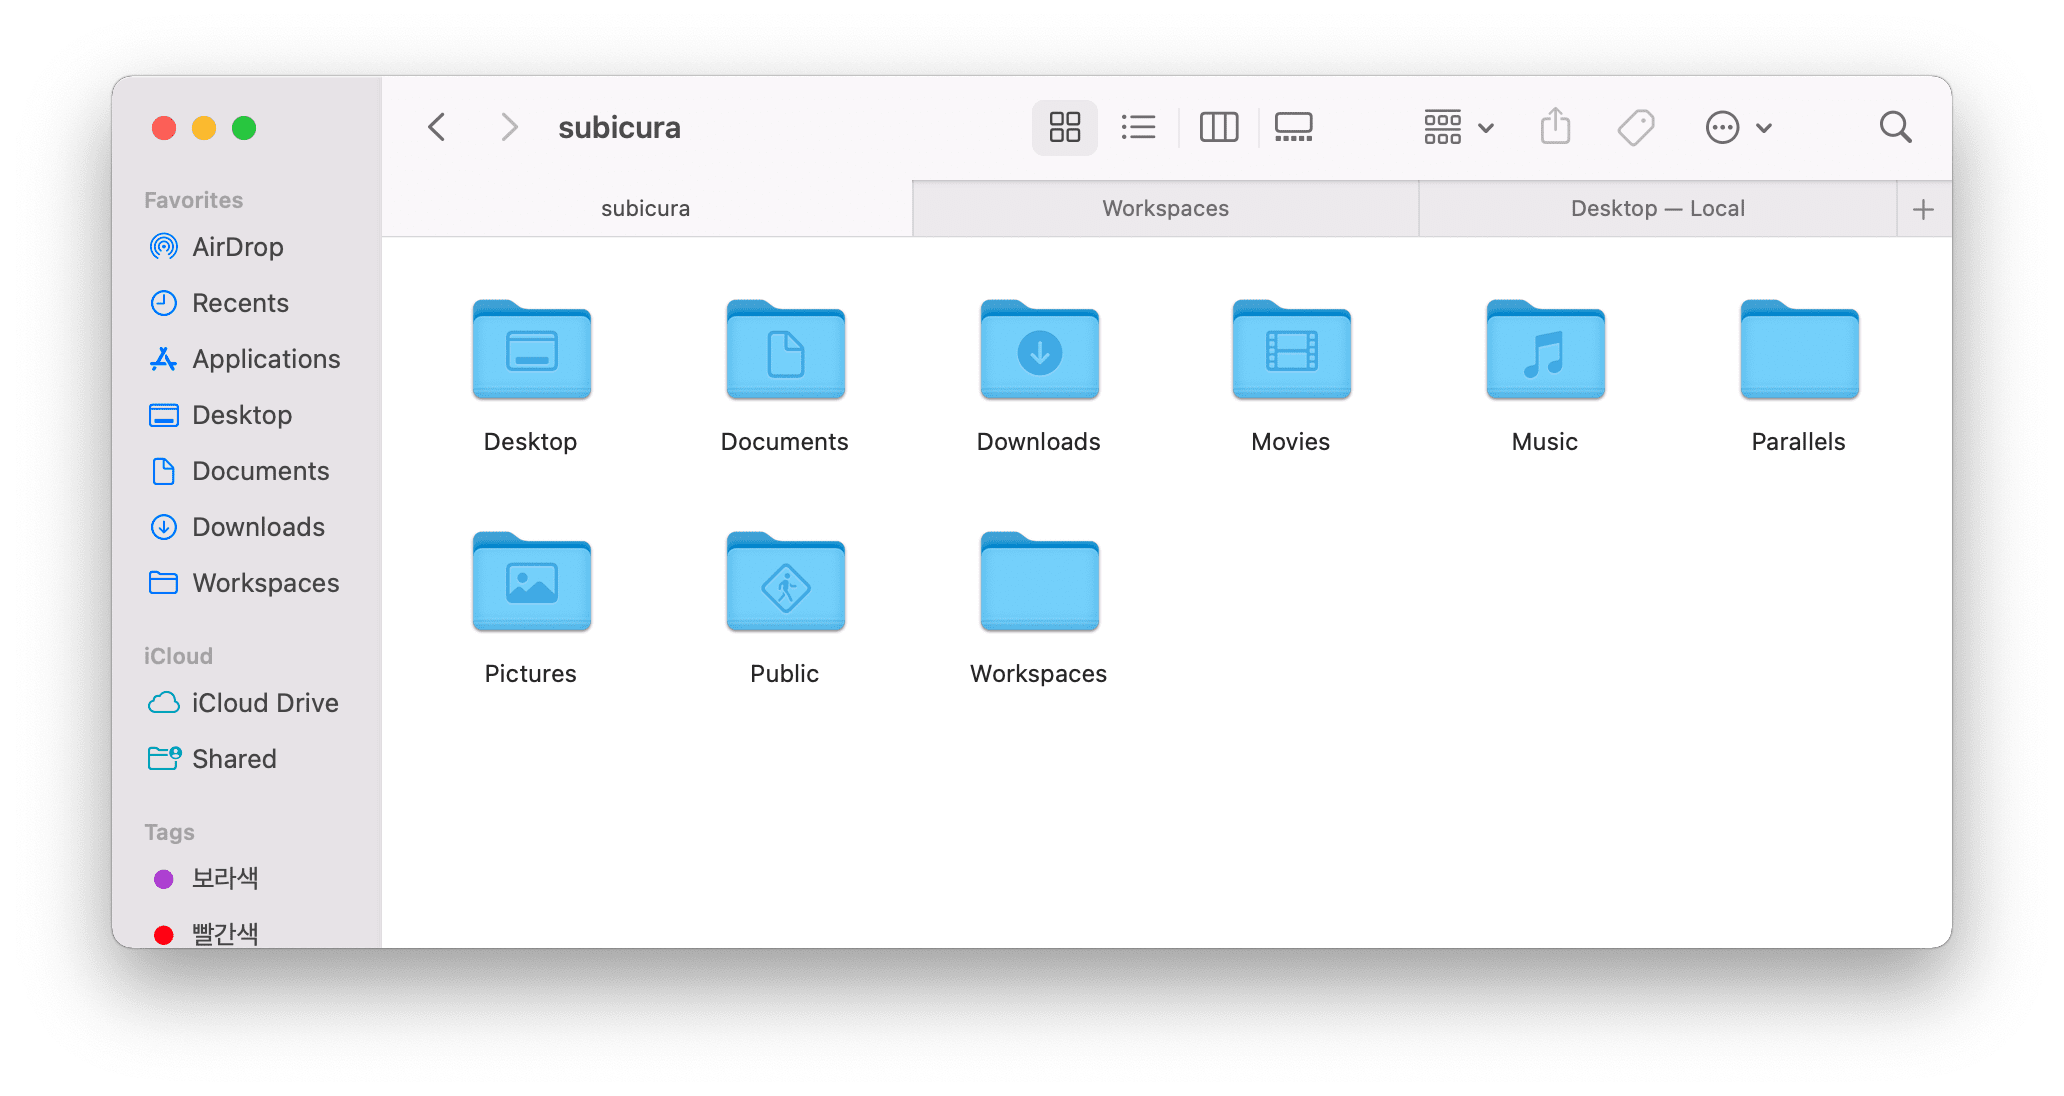 subicura
Favorites
AirDrop
Recents
Applications
Desktop
Documents
Downloads
Workspaces
iCloud
iCloud Drive
Shared
Tags
보라색
빨간색
subicura
Workspaces
Desktop — Local
Desktop
Documents
Downloads
Movies
Music
Parallels
Pictures
Public
Workspaces